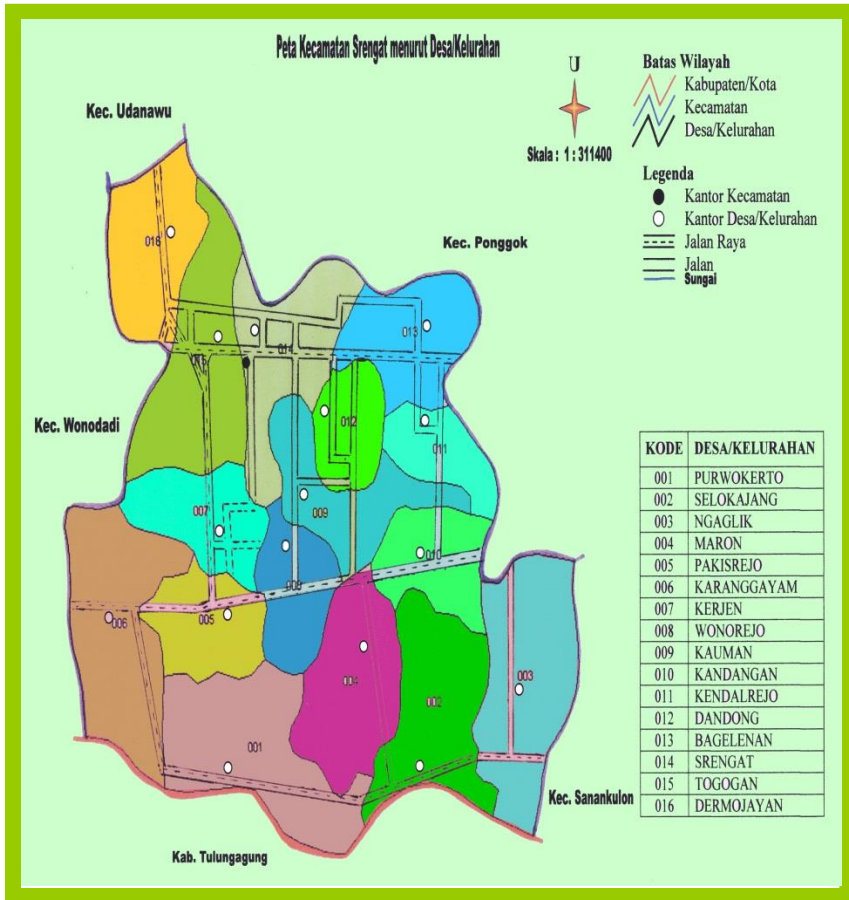 Peta Kecamatan Srengat menurut Desa/Kelurahan
U
Skala : 1 : 311400
Batas Wilayah
Kabupaten/Kota
Kecamatan
Desa/Kelurahan
Legenda
Kantor Kecamatan
Kantor Desa/Kelurahan
Jalan Raya
Jalan
Sungai
Kec. Udanawu
Kec. Ponggok
Kec. Wonodadi
Kec. Sanankulon
Kab. Tulungagung
016
013
014
015
012
011
007
009
010
008
005
006
004
003
002
001
KODE DESA/KELURAHAN
001 PURWOKERTO
002 SELOKAJANG
003 NGAGLIK
004 MARON
005 PAKISREJO
006 KARANGGAYAM
007 KERJEN
008 WONOREJO
009 KAUMAN
010 KANDANGAN
011 KENDALREJO
012 DANDONG
013 BAGELENAN
014 SRENGAT
015 TOGOGAN
016 DERMOJAYAN